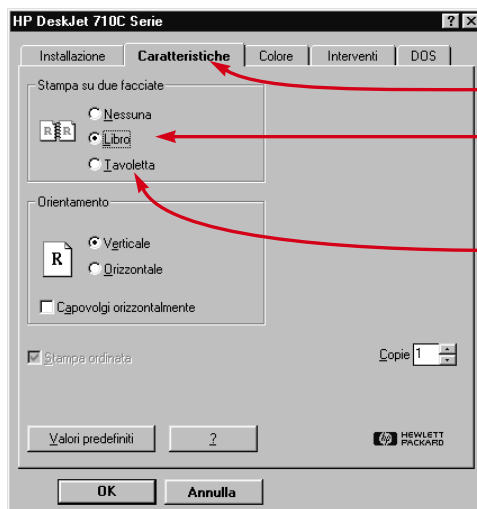 HP DeskJet 710C Serie
Installazione Caratteristiche Colore Interventi DOS
Stampa su due facciate
Nessuna
R R
Libro
Tavoletta
Orientamento
Verticale
R
Orizzontale
Capovolgi orizzontalmente
Stampa ordinata
Copie 1
Valori predefiniti ? hp HEWLETT
PACKARD
OK Annulla